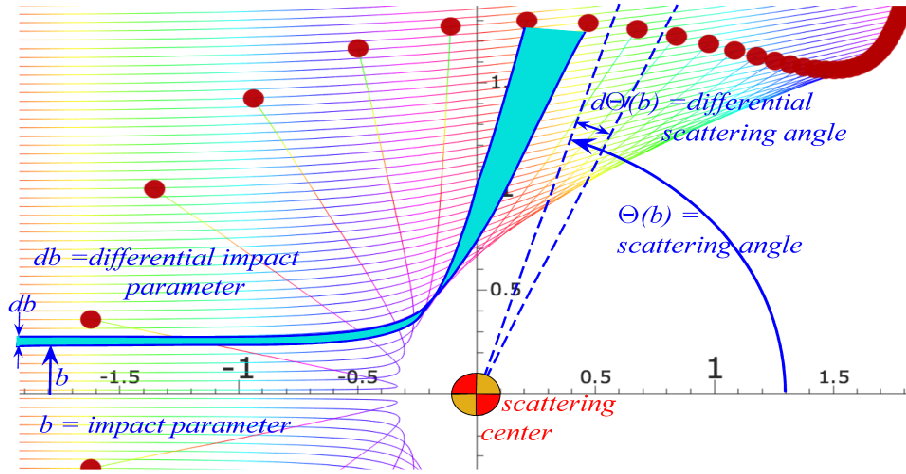 1.
dΘ(b) =differential
scattering angle
1
Θ(b) =
scattering angle
db =differential impact
parameter
0.5
db
b
-1.5
-1
-0.5
0.5
1
1.5
b = impact parameter
scattering
center